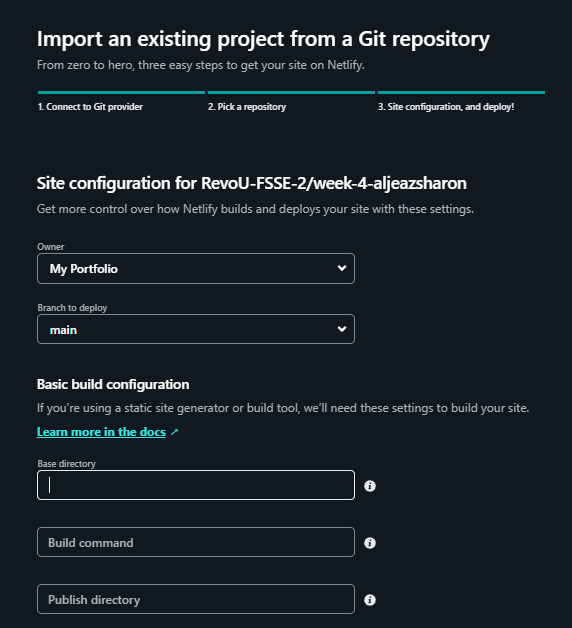 Import an existing project from a Git repository
From zero to hero, three easy steps to get your site on Netlify.
1. Connect to Git provider
2. Pick a repository
3. Site configuration, and deploy!
Site configuration for RevoU-FSSE-2/week-4-aljeazsharon
Get more control over how Netlify builds and deploys your site with these settings.
Owner
My Portfolio
Branch to deploy
main
Basic build configuration
If you’re using a static site generator or build tool, we’ll need these settings to build your site.
Learn more in the docs ↗
Base directory
Build command
Publish directory